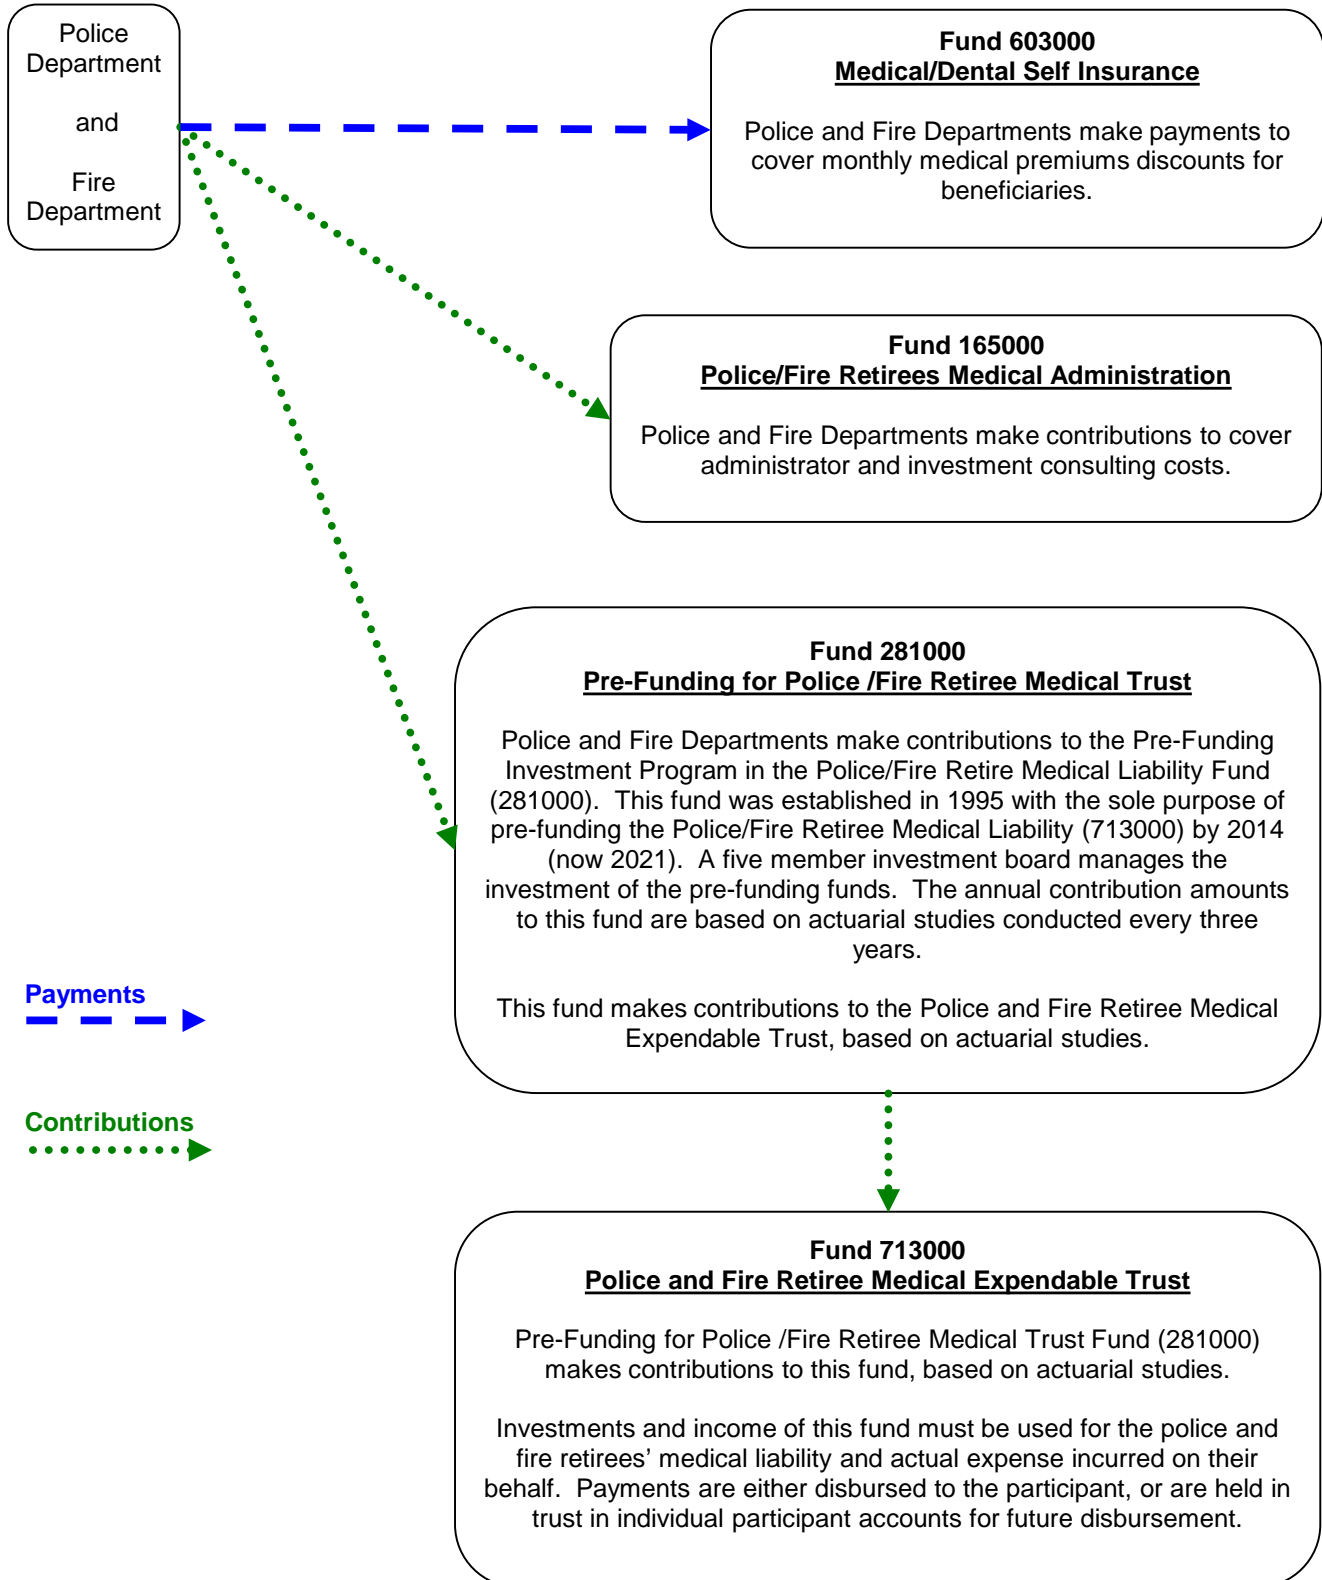 Police
Department
and
Fire
Department
Fund 603000
Medical/Dental Self Insurance
Police and Fire Departments make payments to
cover monthly medical premiums discounts for
beneficiaries.
Fund 165000
Police/Fire Retirees Medical Administration
Police and Fire Departments make contributions to cover
administrator and investment consulting costs.
Fund 281000
Pre-Funding for Police /Fire Retiree Medical Trust
Police and Fire Departments make contributions to the Pre-Funding
Investment Program in the Police/Fire Retire Medical Liability Fund
(281000).  This fund was established in 1995 with the sole purpose of
pre-funding the Police/Fire Retiree Medical Liability (713000) by 2014
(now 2021).  A five member investment board manages the
investment of the pre-funding funds.  The annual contribution amounts
to this fund are based on actuarial studies conducted every three
years.
This fund makes contributions to the Police and Fire Retiree Medical
Expendable Trust, based on actuarial studies.
Payments
Contributions
Fund 713000
Police and Fire Retiree Medical Expendable Trust
Pre-Funding for Police /Fire Retiree Medical Trust Fund (281000)
makes contributions to this fund, based on actuarial studies.
Investments and income of this fund must be used for the police and
fire retirees’ medical liability and actual expense incurred on their
behalf.  Payments are either disbursed to the participant, or are held in
trust in individual participant accounts for future disbursement.